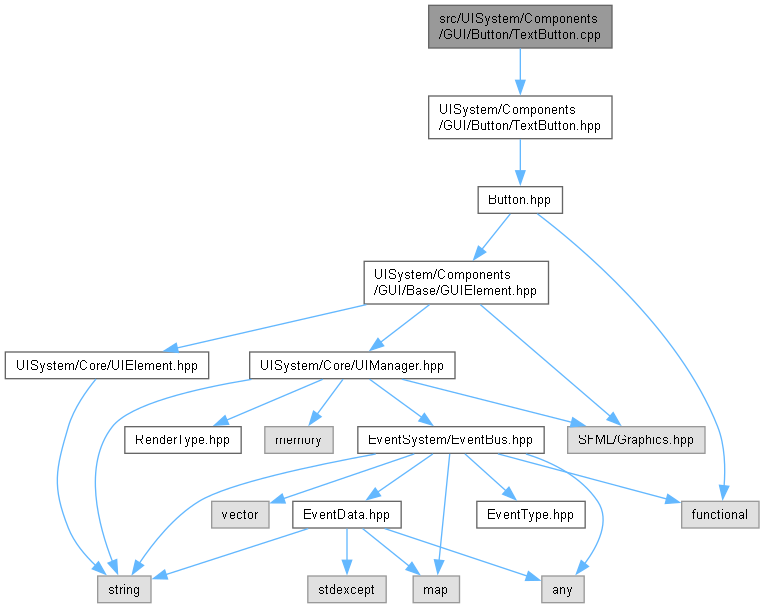 src/UISystem/Components
/GUI/Button/TextButton.cpp
UISystem/Components
/GUI/Button/TextButton.hpp
Button.hpp
UISystem/Components
/GUI/Base/GUIElement.hpp
UISystem/Core/UIElement.hpp
UISystem/Core/UIManager.hpp
RenderType.hpp
memory
EventSystem/EventBus.hpp
SFML/Graphics.hpp
vector
EventData.hpp
EventType.hpp
functional
string
stdexcept
map
any